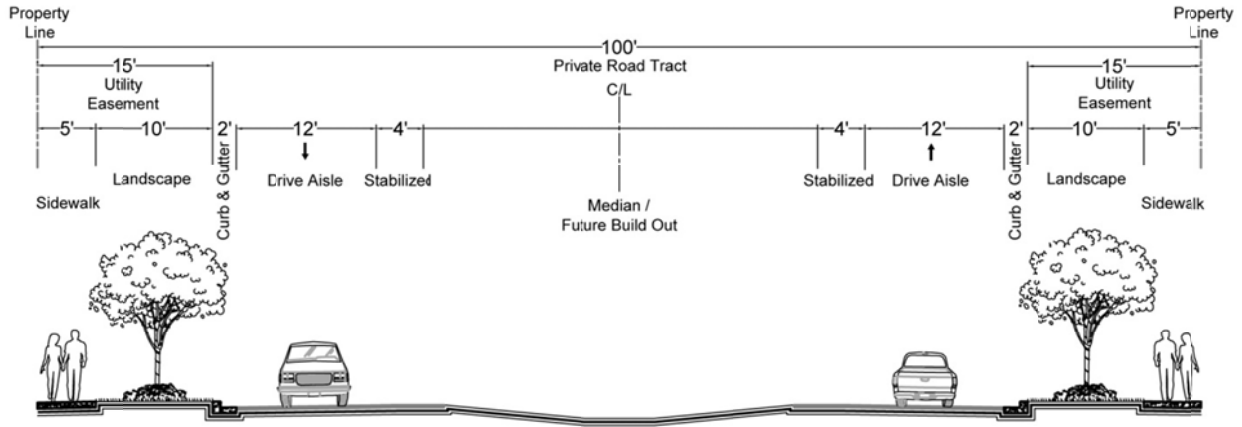 Property
Line
Property
Line
100'
Private Road Tract
C/L
15'
Utility
Easement
15'
Utility
Easement
5'
10'
2'
12'
4'
4'
12'
2'
10'
5'
Sidewalk
Landscape
Curb & Gutter
Drive Aisle
Stabilized
Median /
Future Build Out
Stabilized
Drive Aisle
Curb & Gutter
Landscape
Sidewalk